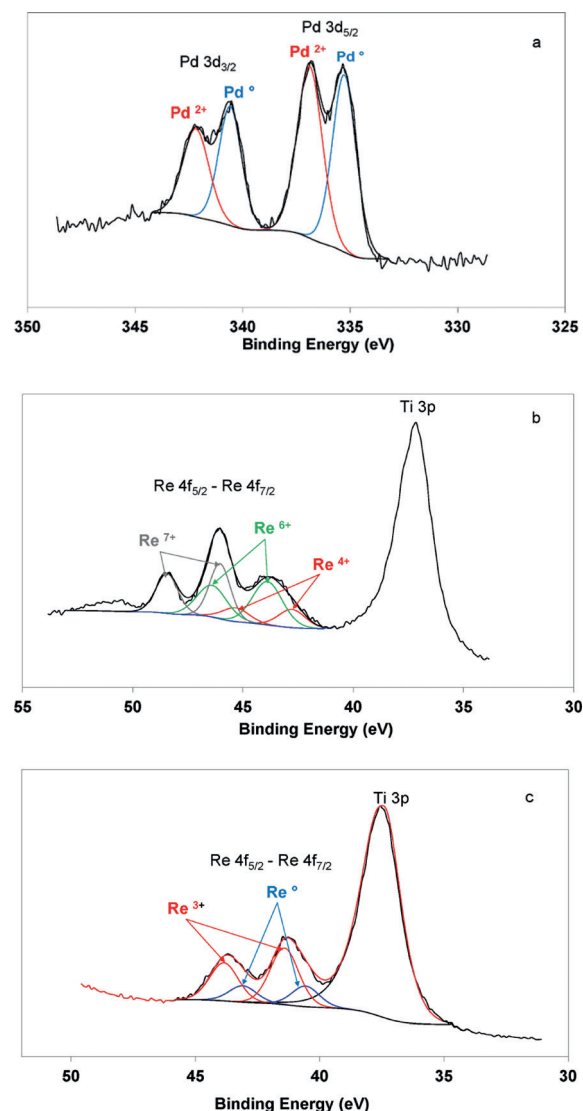 Pd 3d5/2
a
Pd 3d3/2
Pd 2+
Pd °
Pd 2+
Pd °
350
345
340
335
330
325
Binding Energy (eV)
Ti 3p
b
Re 4f5/2 - Re 4f7/2
Re 7+
Re 6+
Re 4+
55
50
45
40
35
30
Binding Energy (eV)
Ti 3p
c
Re 4f5/2 - Re 4f7/2
Re 3+
Re °
50
45
40
35
30
Binding Energy (eV)